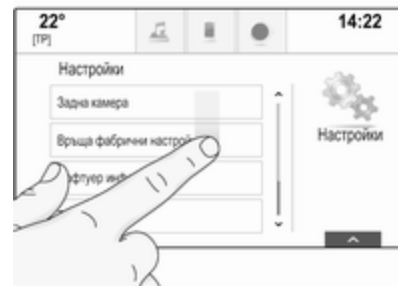 22°
[TP]
14:22
Настройки
Задна камера
Връща фабрични настрой
Настройки